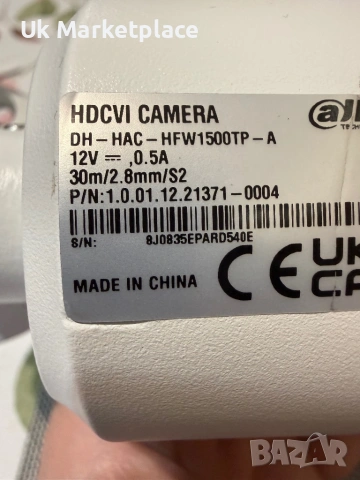 Uk Marketplace
HDCVI CAMERA
DH-HAC-HFW1500TP-A
12V ⎓ ,0.5A
30m/2.8mm/S2
P/N:1.0.01.12.21371-0004
S/N: 8J0835EPARD540E
MADE IN CHINA
CE
UK
CA
BAZAR